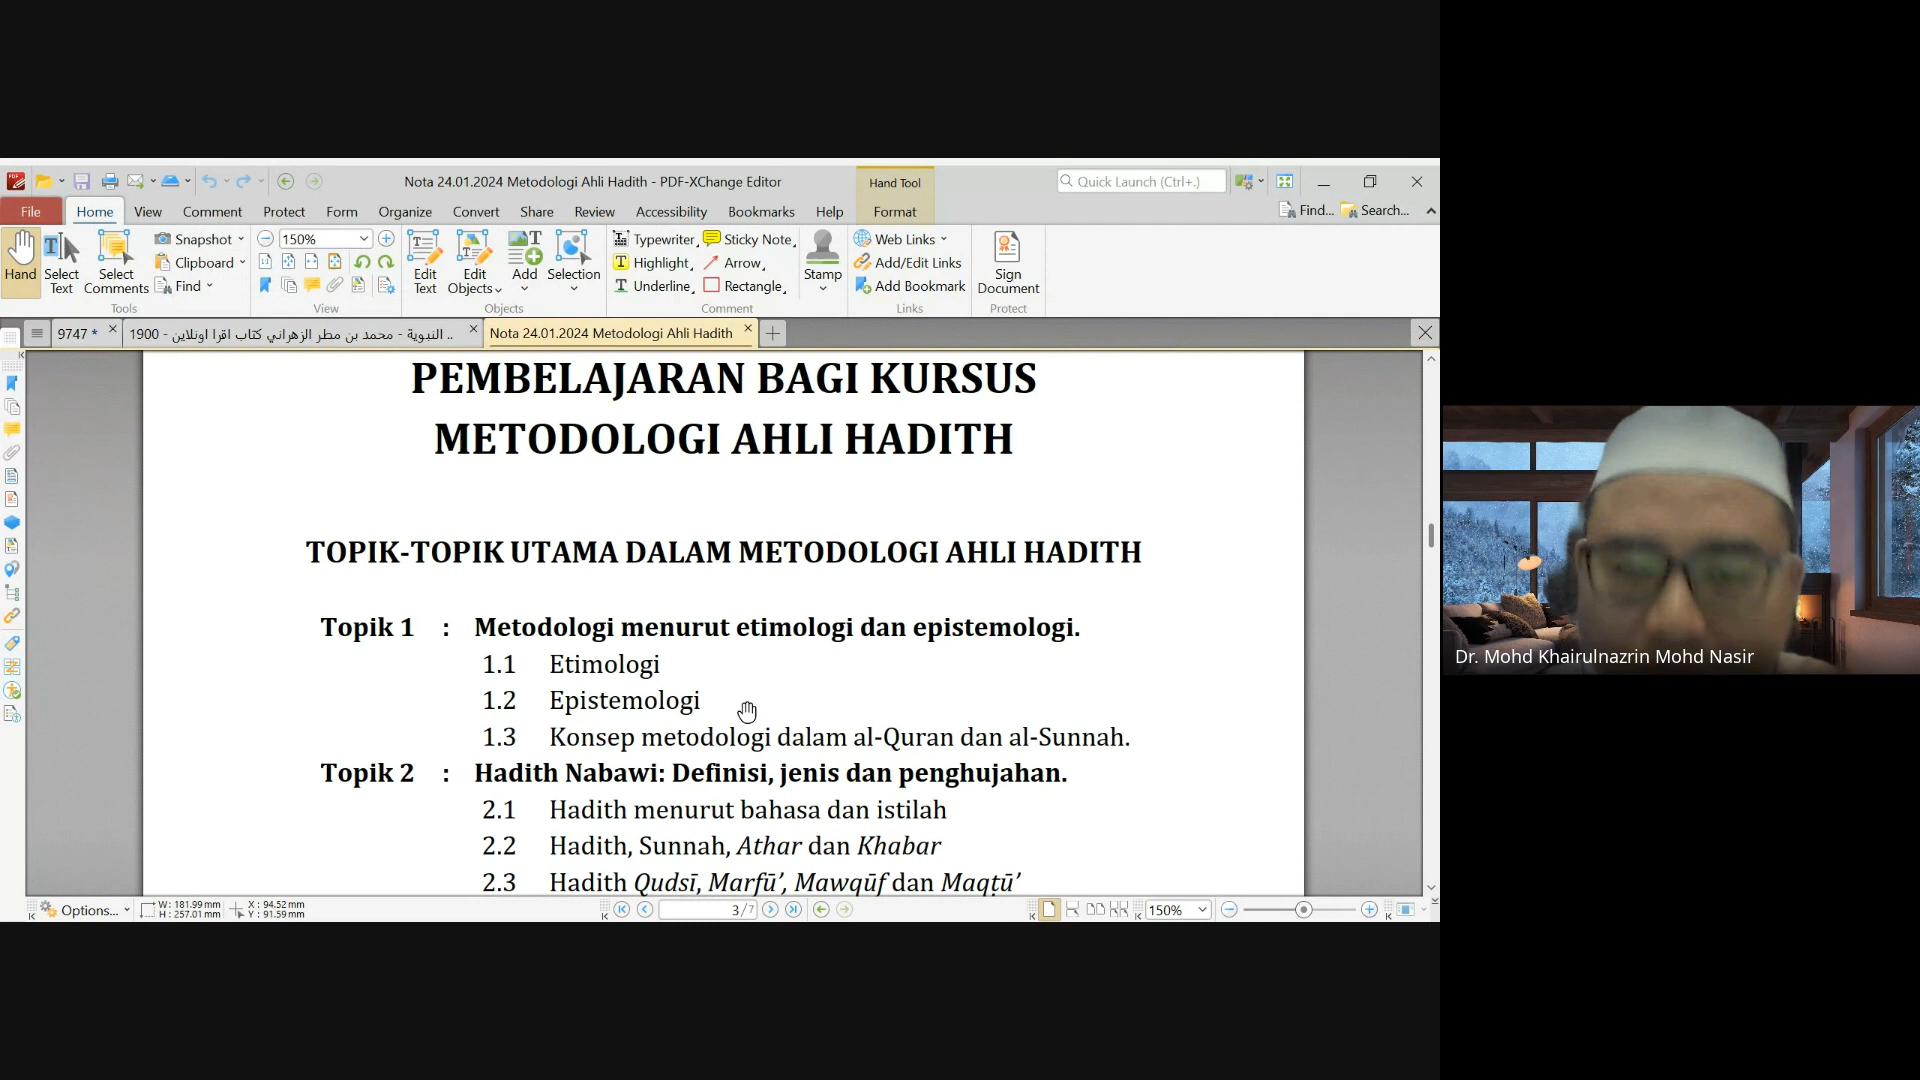 Nota 24.01.2024 Metodologi Ahli Hadith - PDF-XChange Editor
Hand Tool
Quick Launch (Ctrl+.)
File Home View Comment Protect Form Organize Convert Share Review Accessibility Bookmarks Help Format Find... Search...
Hand
Select Text
Select Comments
Snapshot
Clipboard
Find
Tools
150%
View
Edit Text
Edit Objects
Add
Selection
Objects
Typewriter
Sticky Note
Highlight
Arrow
Underline
Rectangle
Stamp
Comment
Web Links
Add/Edit Links
Add Bookmark
Links
Sign Document
Protect
9747 *
النبوية - محمد بن مطر الزهراني كتاب اقرا اونلاين - 1900 ..
Nota 24.01.2024 Metodologi Ahli Hadith
PEMBELAJARAN BAGI KURSUS
METODOLOGI AHLI HADITH
TOPIK-TOPIK UTAMA DALAM METODOLOGI AHLI HADITH
Topik 1 : Metodologi menurut etimologi dan epistemologi.
1.1 Etimologi
1.2 Epistemologi
1.3 Konsep metodologi dalam al-Quran dan al-Sunnah.
Topik 2 : Hadith Nabawi: Definisi, jenis dan penghujahan.
2.1 Hadith menurut bahasa dan istilah
2.2 Hadith, Sunnah, Athar dan Khabar
2.3 Hadith Qudsī, Marfū’, Mawqūf dan Maqṭū’
Options...
W: 181.99 mm
H: 257.01 mm
X: 94.52 mm
Y: 91.59 mm
3/7
150%
Dr. Mohd Khairulnazrin Mohd Nasir